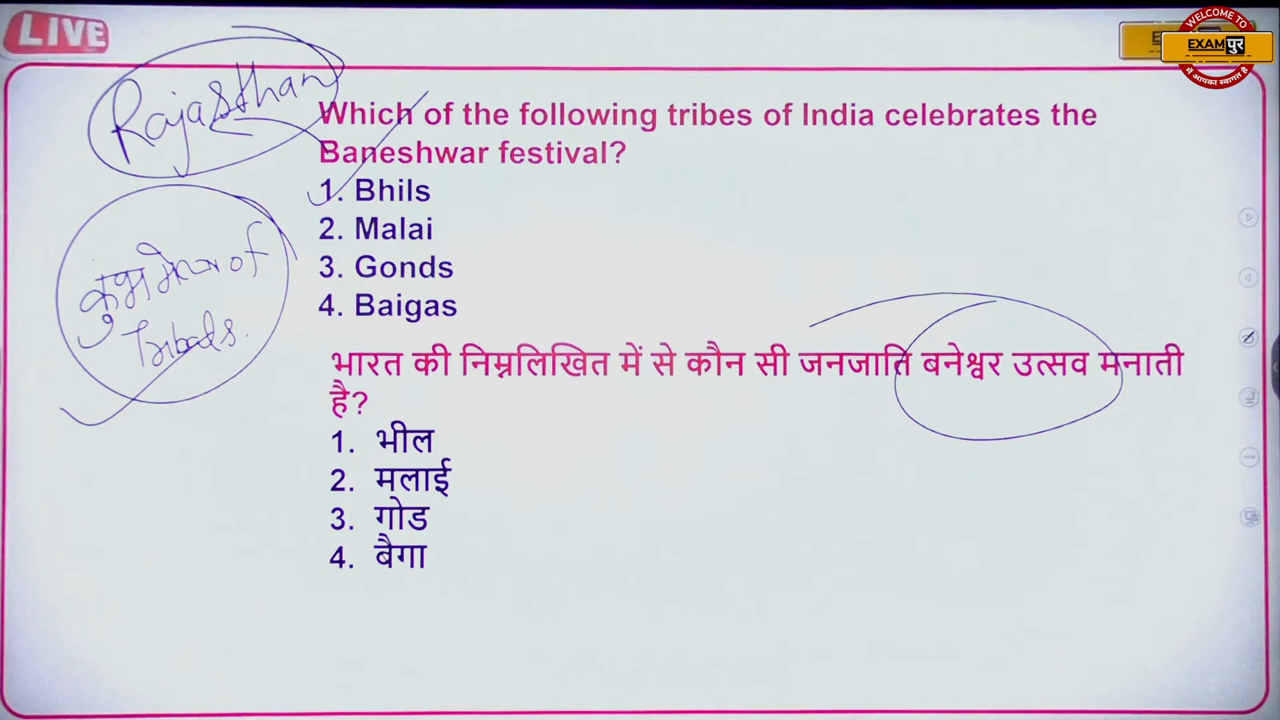 LIVE
WELCOME TO
EXAMपुर
में आपका स्वागत है
Rajasthan
Which of the following tribes of India celebrates the
Baneshwar festival?
1. Bhils
2. Malai
3. Gonds
4. Baigas
कुम्भ मेला of
Tribals.
भारत की निम्नलिखित में से कौन सी जनजाति बनेश्वर उत्सव मनाती
है?
1. भील
2. मलाई
3. गोड
4. बैगा